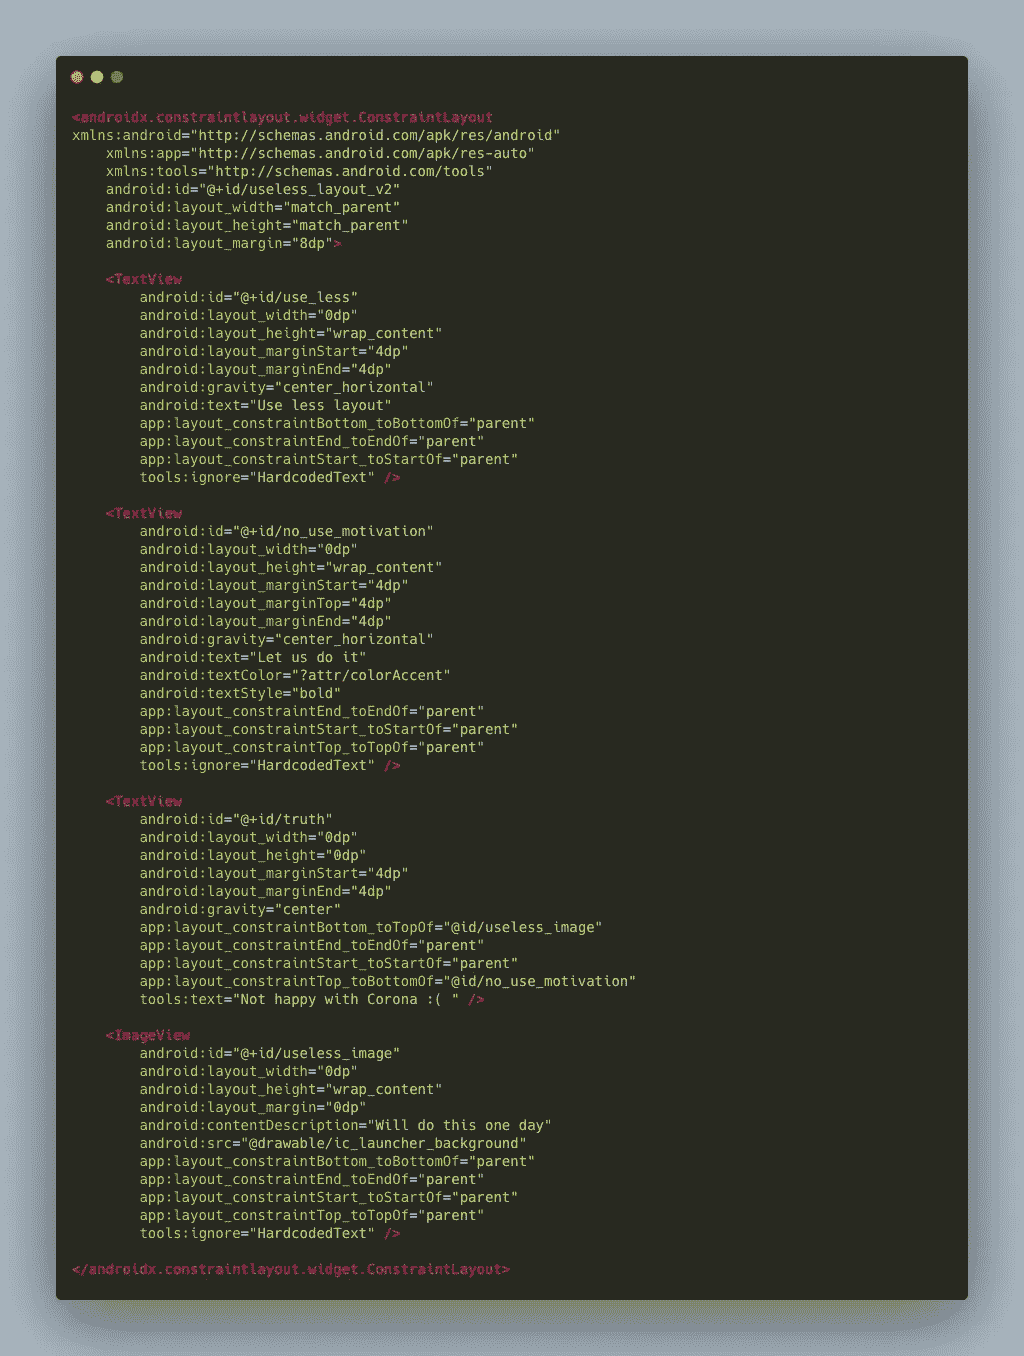 <androidx.constraintlayout.widget.ConstraintLayout
xmlns:android="http://schemas.android.com/apk/res/android"
    xmlns:app="http://schemas.android.com/apk/res-auto"
    xmlns:tools="http://schemas.android.com/tools"
    android:id="@+id/useless_layout_v2"
    android:layout_width="match_parent"
    android:layout_height="match_parent"
    android:layout_margin="8dp">

    <TextView
        android:id="@+id/use_less"
        android:layout_width="0dp"
        android:layout_height="wrap_content"
        android:layout_marginStart="4dp"
        android:layout_marginEnd="4dp"
        android:gravity="center_horizontal"
        android:text="Use less layout"
        app:layout_constraintBottom_toBottomOf="parent"
        app:layout_constraintEnd_toEndOf="parent"
        app:layout_constraintStart_toStartOf="parent"
        tools:ignore="HardcodedText" />

    <TextView
        android:id="@+id/no_use_motivation"
        android:layout_width="0dp"
        android:layout_height="wrap_content"
        android:layout_marginStart="4dp"
        android:layout_marginTop="4dp"
        android:layout_marginEnd="4dp"
        android:gravity="center_horizontal"
        android:text="Let us do it"
        android:textColor="?attr/colorAccent"
        android:textStyle="bold"
        app:layout_constraintEnd_toEndOf="parent"
        app:layout_constraintStart_toStartOf="parent"
        app:layout_constraintTop_toTopOf="parent"
        tools:ignore="HardcodedText" />

    <TextView
        android:id="@+id/truth"
        android:layout_width="0dp"
        android:layout_height="0dp"
        android:layout_marginStart="4dp"
        android:layout_marginEnd="4dp"
        android:gravity="center"
        app:layout_constraintBottom_toTopOf="@id/useless_image"
        app:layout_constraintEnd_toEndOf="parent"
        app:layout_constraintStart_toStartOf="parent"
        app:layout_constraintTop_toBottomOf="@id/no_use_motivation"
        tools:text="Not happy with Corona :( " />

    <ImageView
        android:id="@+id/useless_image"
        android:layout_width="0dp"
        android:layout_height="wrap_content"
        android:layout_margin="0dp"
        android:contentDescription="Will do this one day"
        android:src="@drawable/ic_launcher_background"
        app:layout_constraintBottom_toBottomOf="parent"
        app:layout_constraintEnd_toEndOf="parent"
        app:layout_constraintStart_toStartOf="parent"
        app:layout_constraintTop_toTopOf="parent"
        tools:ignore="HardcodedText" />

</androidx.constraintlayout.widget.ConstraintLayout>